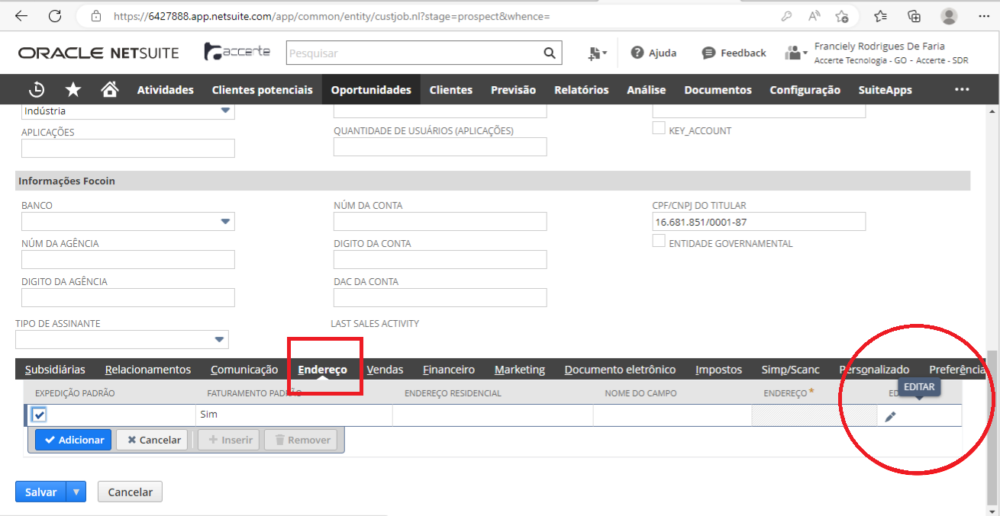 https://6427888.app.netsuite.com/app/common/entity/custjob.nl?stage=prospect&whence=
ORACLE NETSUITE accerte Pesquisar Ajuda Feedback Franciely Rodrigues De Faria
Accerte Tecnologia - GO - Accerte - SDR
Atividades Clientes potenciais Oportunidades Clientes Previsão Relatórios Análise Documentos Configuração SuiteApps
Indústria
APLICAÇÕES QUANTIDADE DE USUÁRIOS (APLICAÇÕES) KEY_ACCOUNT
Informações Focoin
BANCO NÚM DA CONTA CPF/CNPJ DO TITULAR
16.681.851/0001-87
NÚM DA AGÊNCIA DIGITO DA CONTA ENTIDADE GOVERNAMENTAL
DIGITO DA AGÊNCIA DAC DA CONTA
TIPO DE ASSINANTE LAST SALES ACTIVITY
Subsidiárias Relacionamentos Comunicação Endereço Vendas Financeiro Marketing Documento eletrônico Impostos Simp/Scanc Personalizado Preferência
EDITAR
EXPEDIÇÃO PADRÃO FATURAMENTO PADRÃO ENDEREÇO RESIDENCIAL NOME DO CAMPO ENDEREÇO *
Sim
Adicionar Cancelar Inserir Remover
Salvar Cancelar